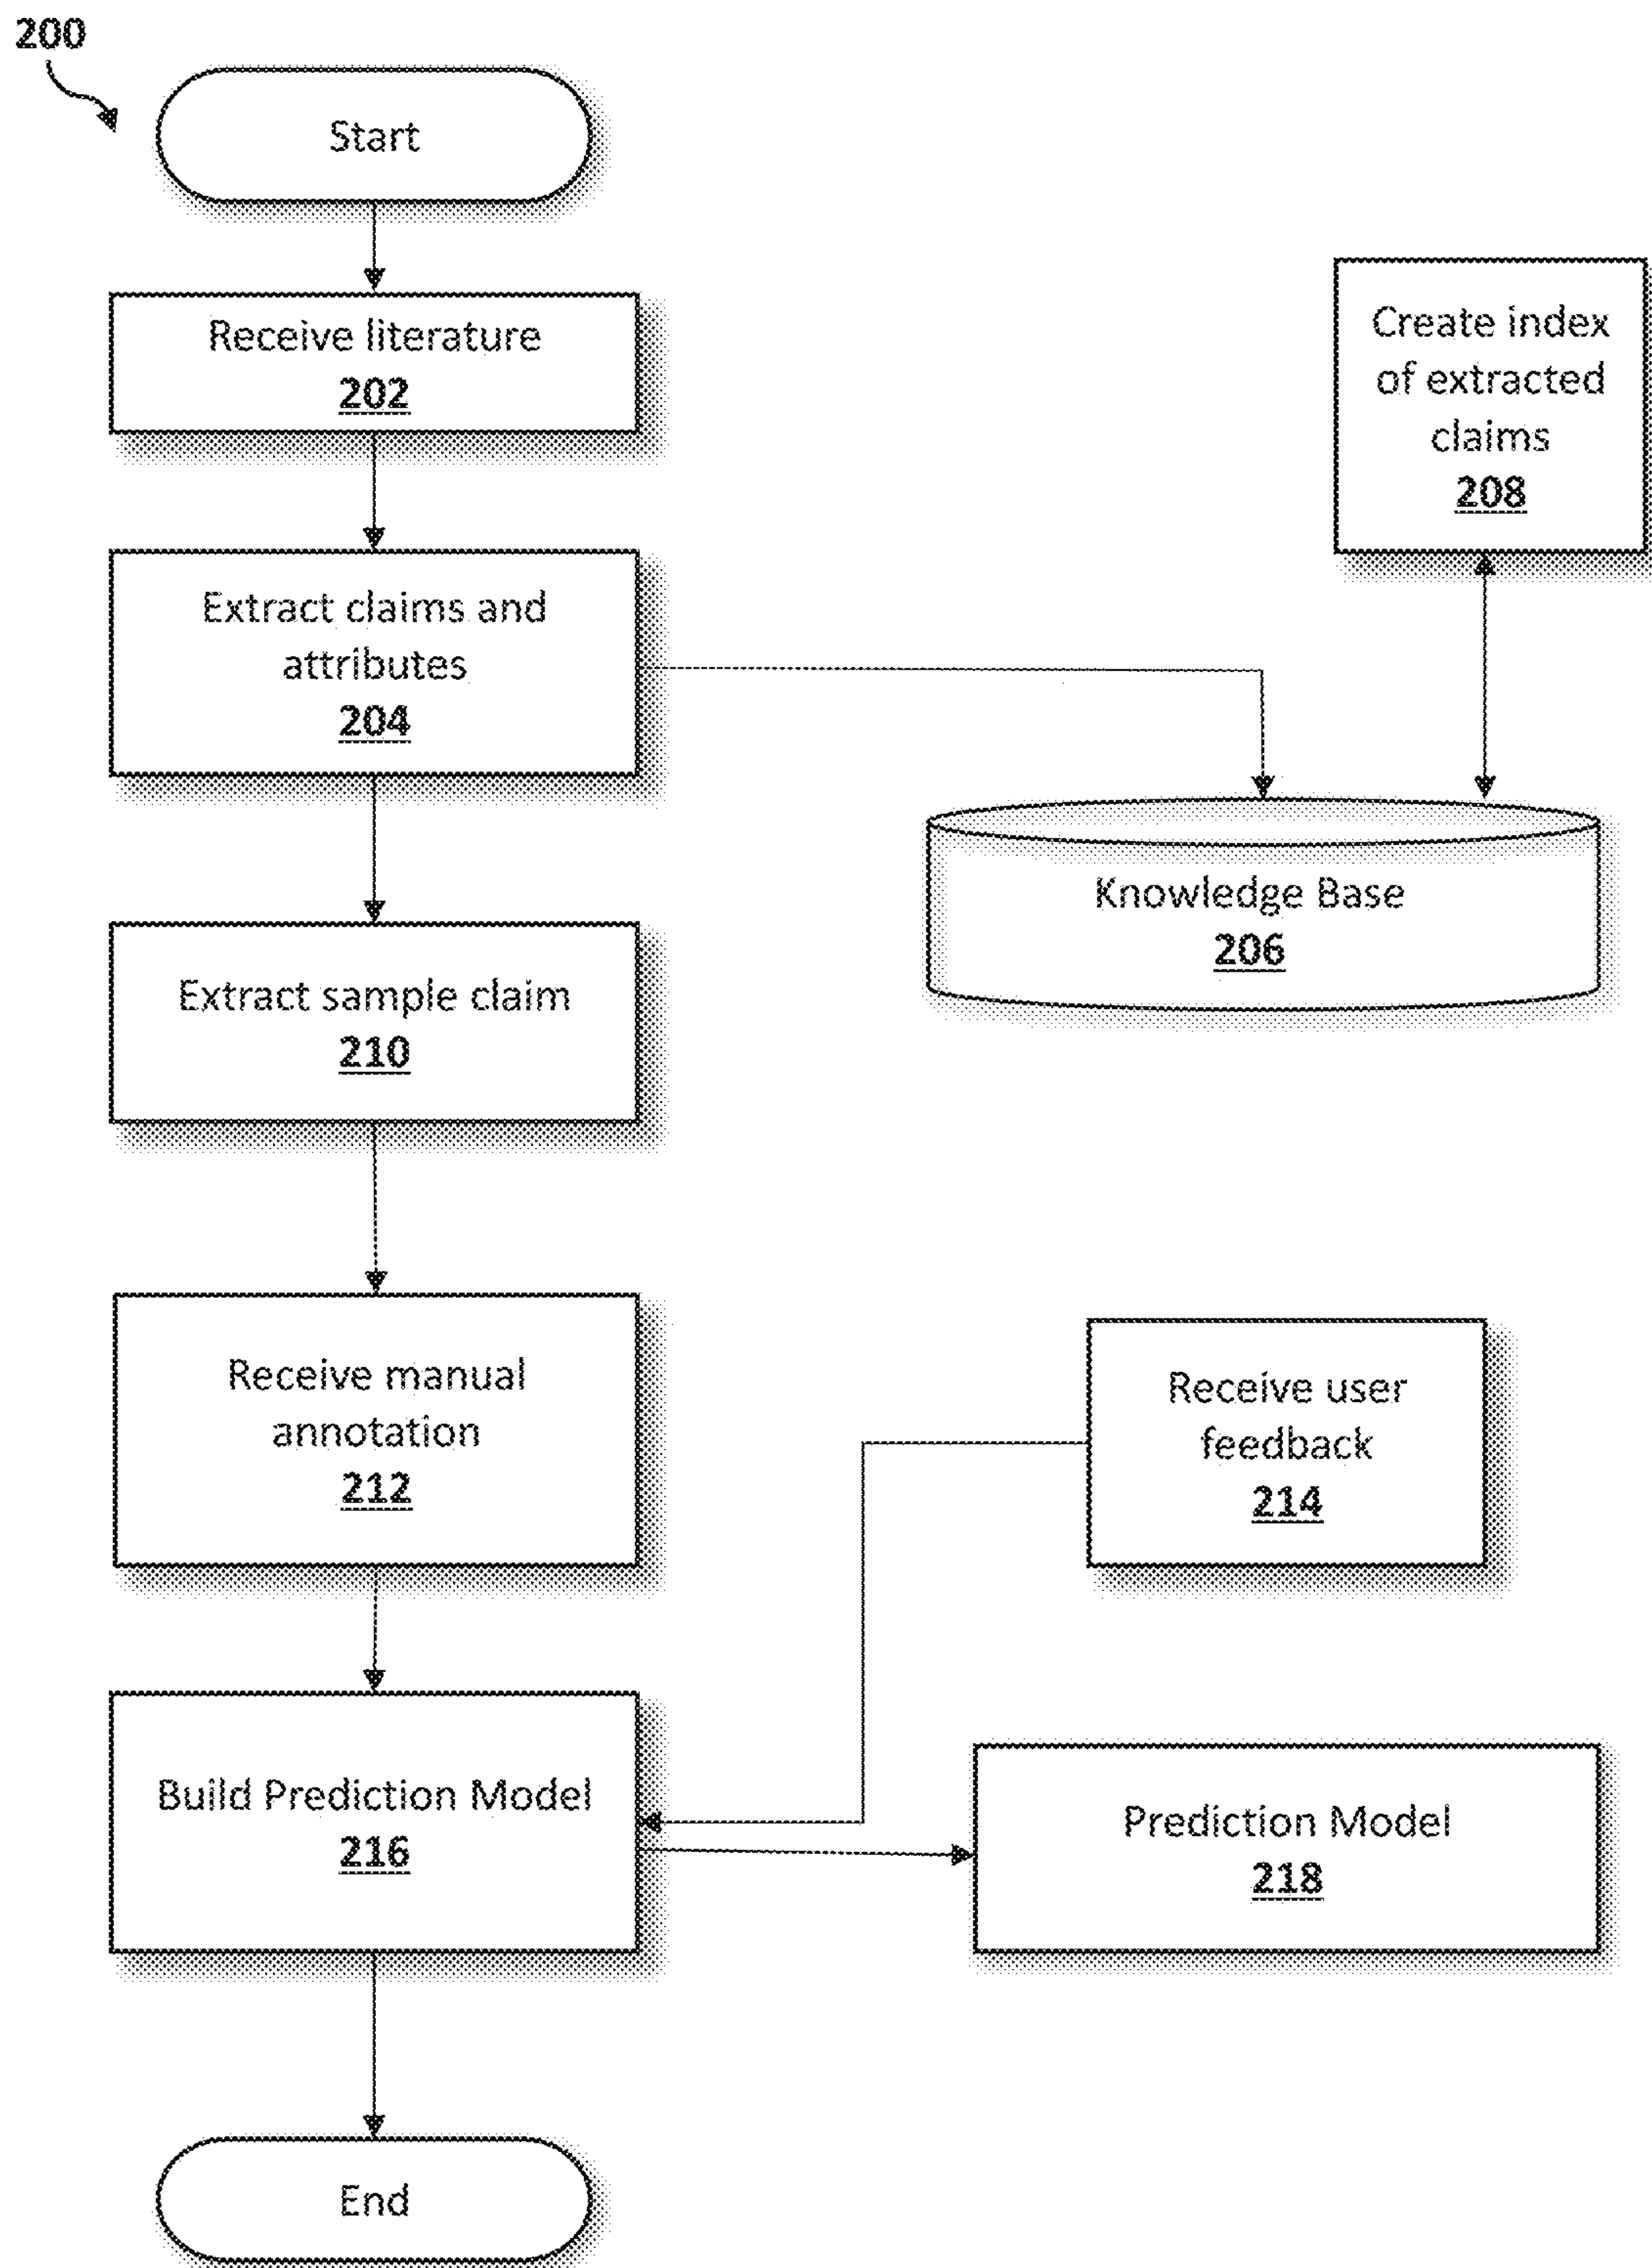 200
Start
Receive literature
202
Create index
of extracted
claims
208
Extract claims and
attributes
204
Knowledge Base
206
Extract sample claim
210
Receive manual
annotation
212
Receive user
feedback
214
Build Prediction Model
216
Prediction Model
218
End